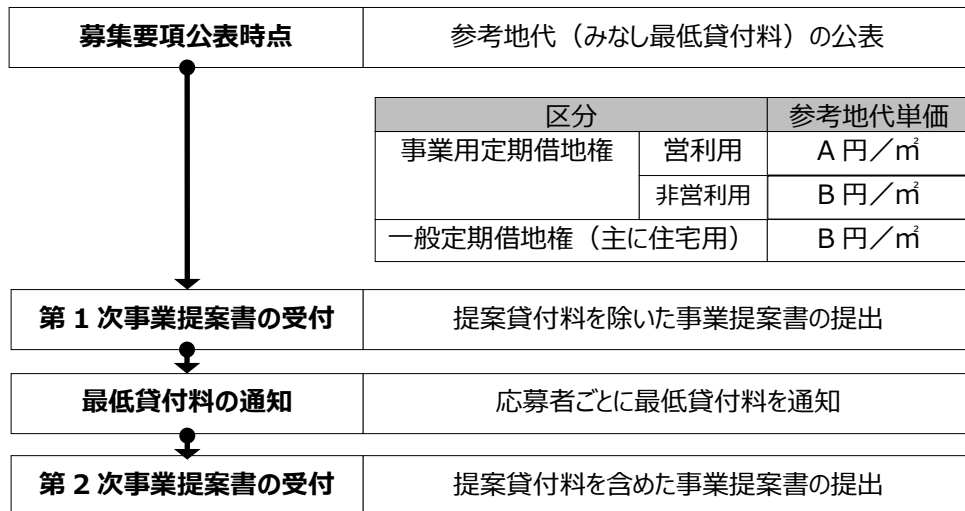 募集要項公表時点 参考地代（みなし最低貸付料）の公表
区分 参考地代単価
事業用定期借地権 営利用 A 円／㎡
非営利用 B 円／㎡
一般定期借地権（主に住宅用） B 円／㎡
第 1 次事業提案書の受付 提案貸付料を除いた事業提案書の提出
最低貸付料の通知 応募者ごとに最低貸付料を通知
第 2 次事業提案書の受付 提案貸付料を含めた事業提案書の提出